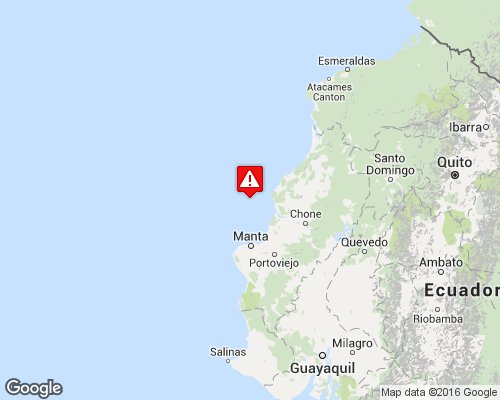 Esmeraldas
Atacames
Canton
Ibarra
Santo
Domingo
Quito
Chone
Manta
Portoviejo
Quevedo
Ambato
Ecuador
Riobamba
Salinas
Milagro
Guayaquil
Google
Map data ©2016 Google